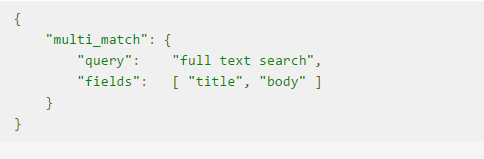 {
    "multi_match": {
        "query":    "full text search",
        "fields":   [ "title", "body" ]
    }
}